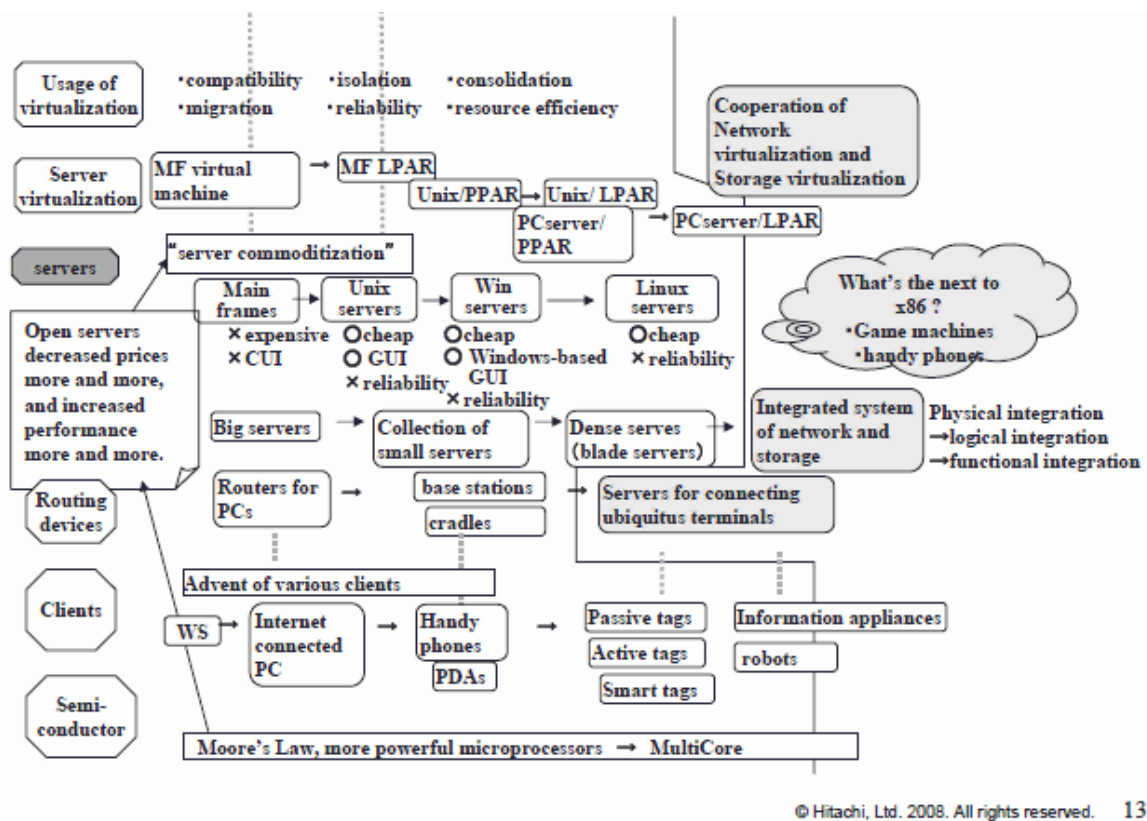 Usage of
virtualization
・compatibility
・migration
・isolation
・reliability
・consolidation
・resource efficiency
Cooperation of
Network
virtualization and
Storage virtualization
Server
virtualization
MF virtual
machine
→
MF LPAR
Unix/PPAR
→
Unix/ LPAR
PCserver/
PPAR
→
PCserver/LPAR
servers
“server commoditization”
What's the next to
x86 ?
・Game machines
・handy phones
Main
frames
× expensive
× CUI
Unix
servers
○cheap
○ GUI
× reliability
Win
servers
○cheap
○ Windows-based
GUI
× reliability
Linux
servers
○cheap
× reliability
Open servers
decreased prices
more and more,
and increased
performance
more and more.
Big servers
Collection of
small servers
Dense serves
(blade servers)
Integrated system
of network and
storage
Physical integration
→logical integration
→functional integration
Routing
devices
Routers for
PCs
→
base stations
cradles
→
Servers for connecting
ubiquitus terminals
Clients
Advent of various clients
WS
→
Internet
connected
PC
→
Handy
phones
PDAs
→
Passive tags
Active tags
Smart tags
Information appliances
robots
Semi-
conductor
Moore's Law, more powerful microprocessors → MultiCore
© Hitachi, Ltd. 2008. All rights reserved. 13